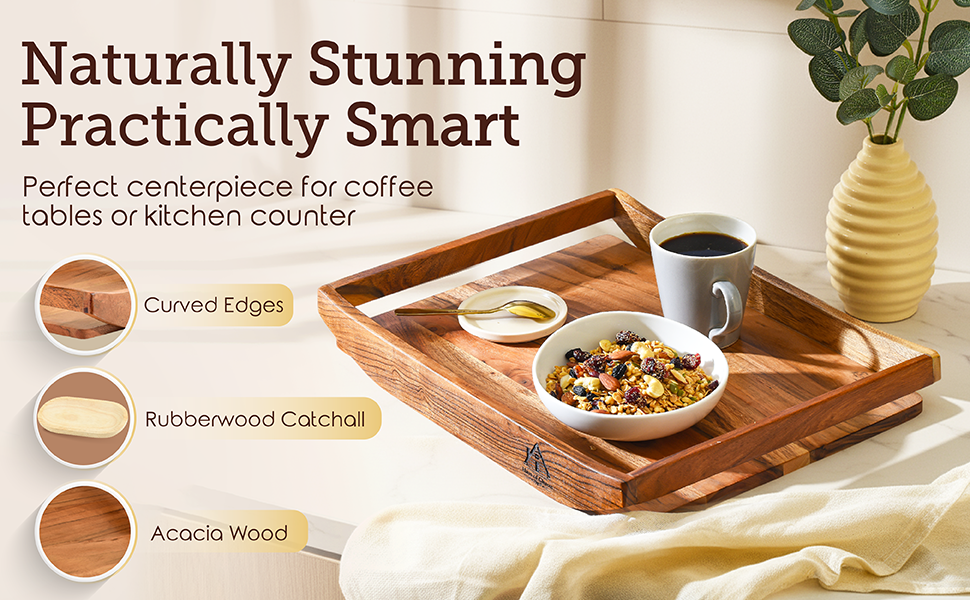 Naturally Stunning
Practically Smart
Perfect centerpiece for coffee
tables or kitchen counter
Curved Edges
Rubberwood Catchall
Acacia Wood